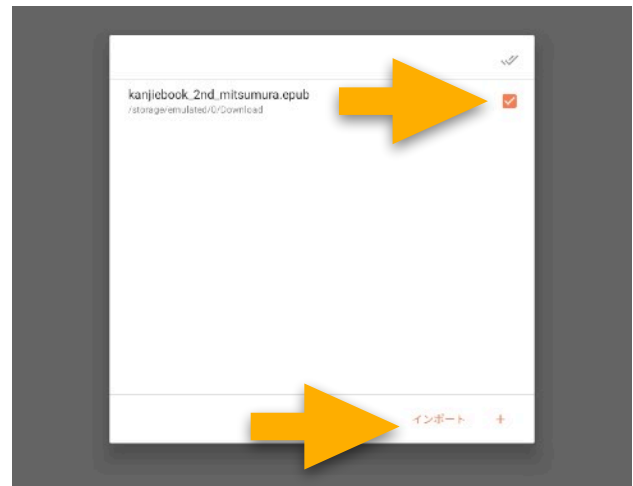 kanjiebook_2nd_mitsumura.epub
/storage/emulated/0/Download
インポート +